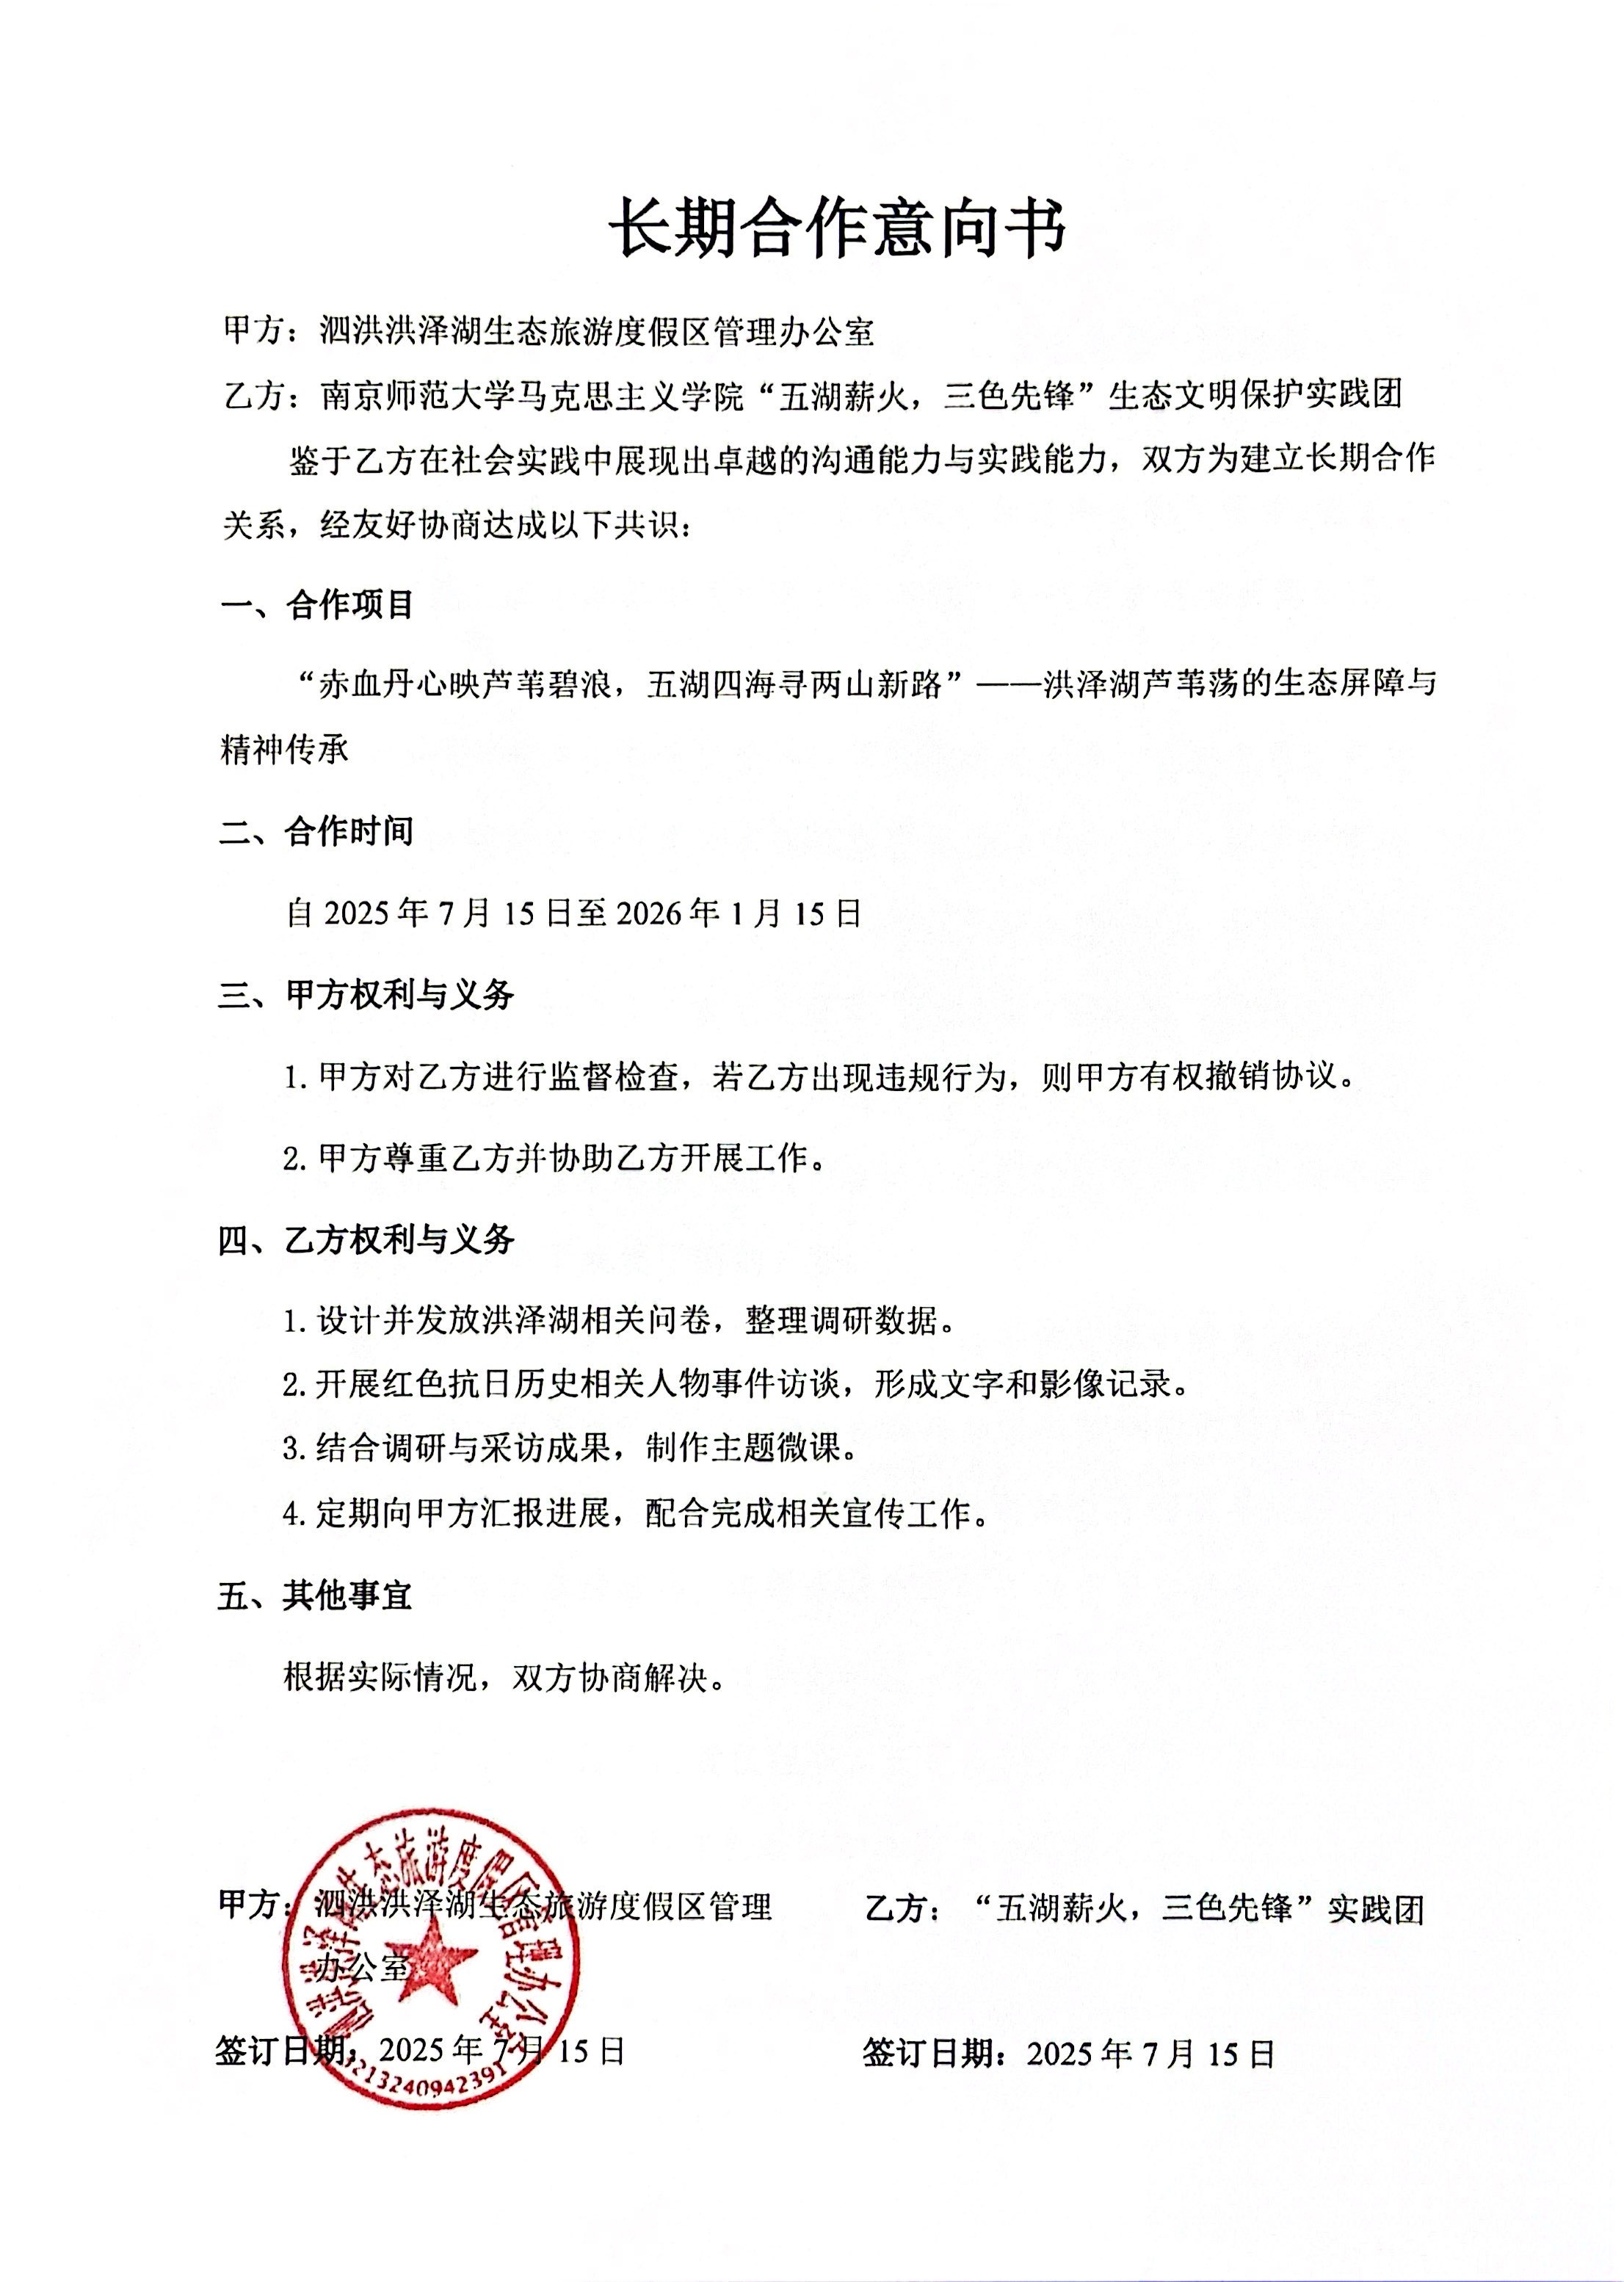 长期合作意向书
甲方：泗洪洪泽湖生态旅游度假区管理办公室
乙方：南京师范大学马克思主义学院“五湖薪火，三色先锋”生态文明保护实践团
鉴于乙方在社会实践中展现出卓越的沟通能力与实践能力，双方为建立长期合作
关系，经友好协商达成以下共识：
一、合作项目
“赤血丹心映芦苇碧浪，五湖四海寻两山新路”——洪泽湖芦苇荡的生态屏障与
精神传承
二、合作时间
自 2025 年 7 月 15 日至 2026 年 1 月 15 日
三、甲方权利与义务
1. 甲方对乙方进行监督检查，若乙方出现违规行为，则甲方有权撤销协议。
2. 甲方尊重乙方并协助乙方开展工作。
四、乙方权利与义务
1. 设计并发放洪泽湖相关问卷，整理调研数据。
2. 开展红色抗日历史相关人物事件访谈，形成文字和影像记录。
3. 结合调研与采访成果，制作主题微课。
4. 定期向甲方汇报进展，配合完成相关宣传工作。
五、其他事宜
根据实际情况，双方协商解决。
甲方：泗洪洪泽湖生态旅游度假区管理
办公室
乙方：“五湖薪火，三色先锋”实践团
签订日期：2025 年 7 月 15 日
签订日期：2025 年 7 月 15 日
泗洪洪泽湖生态旅游度假区管理办公室
3213240942391